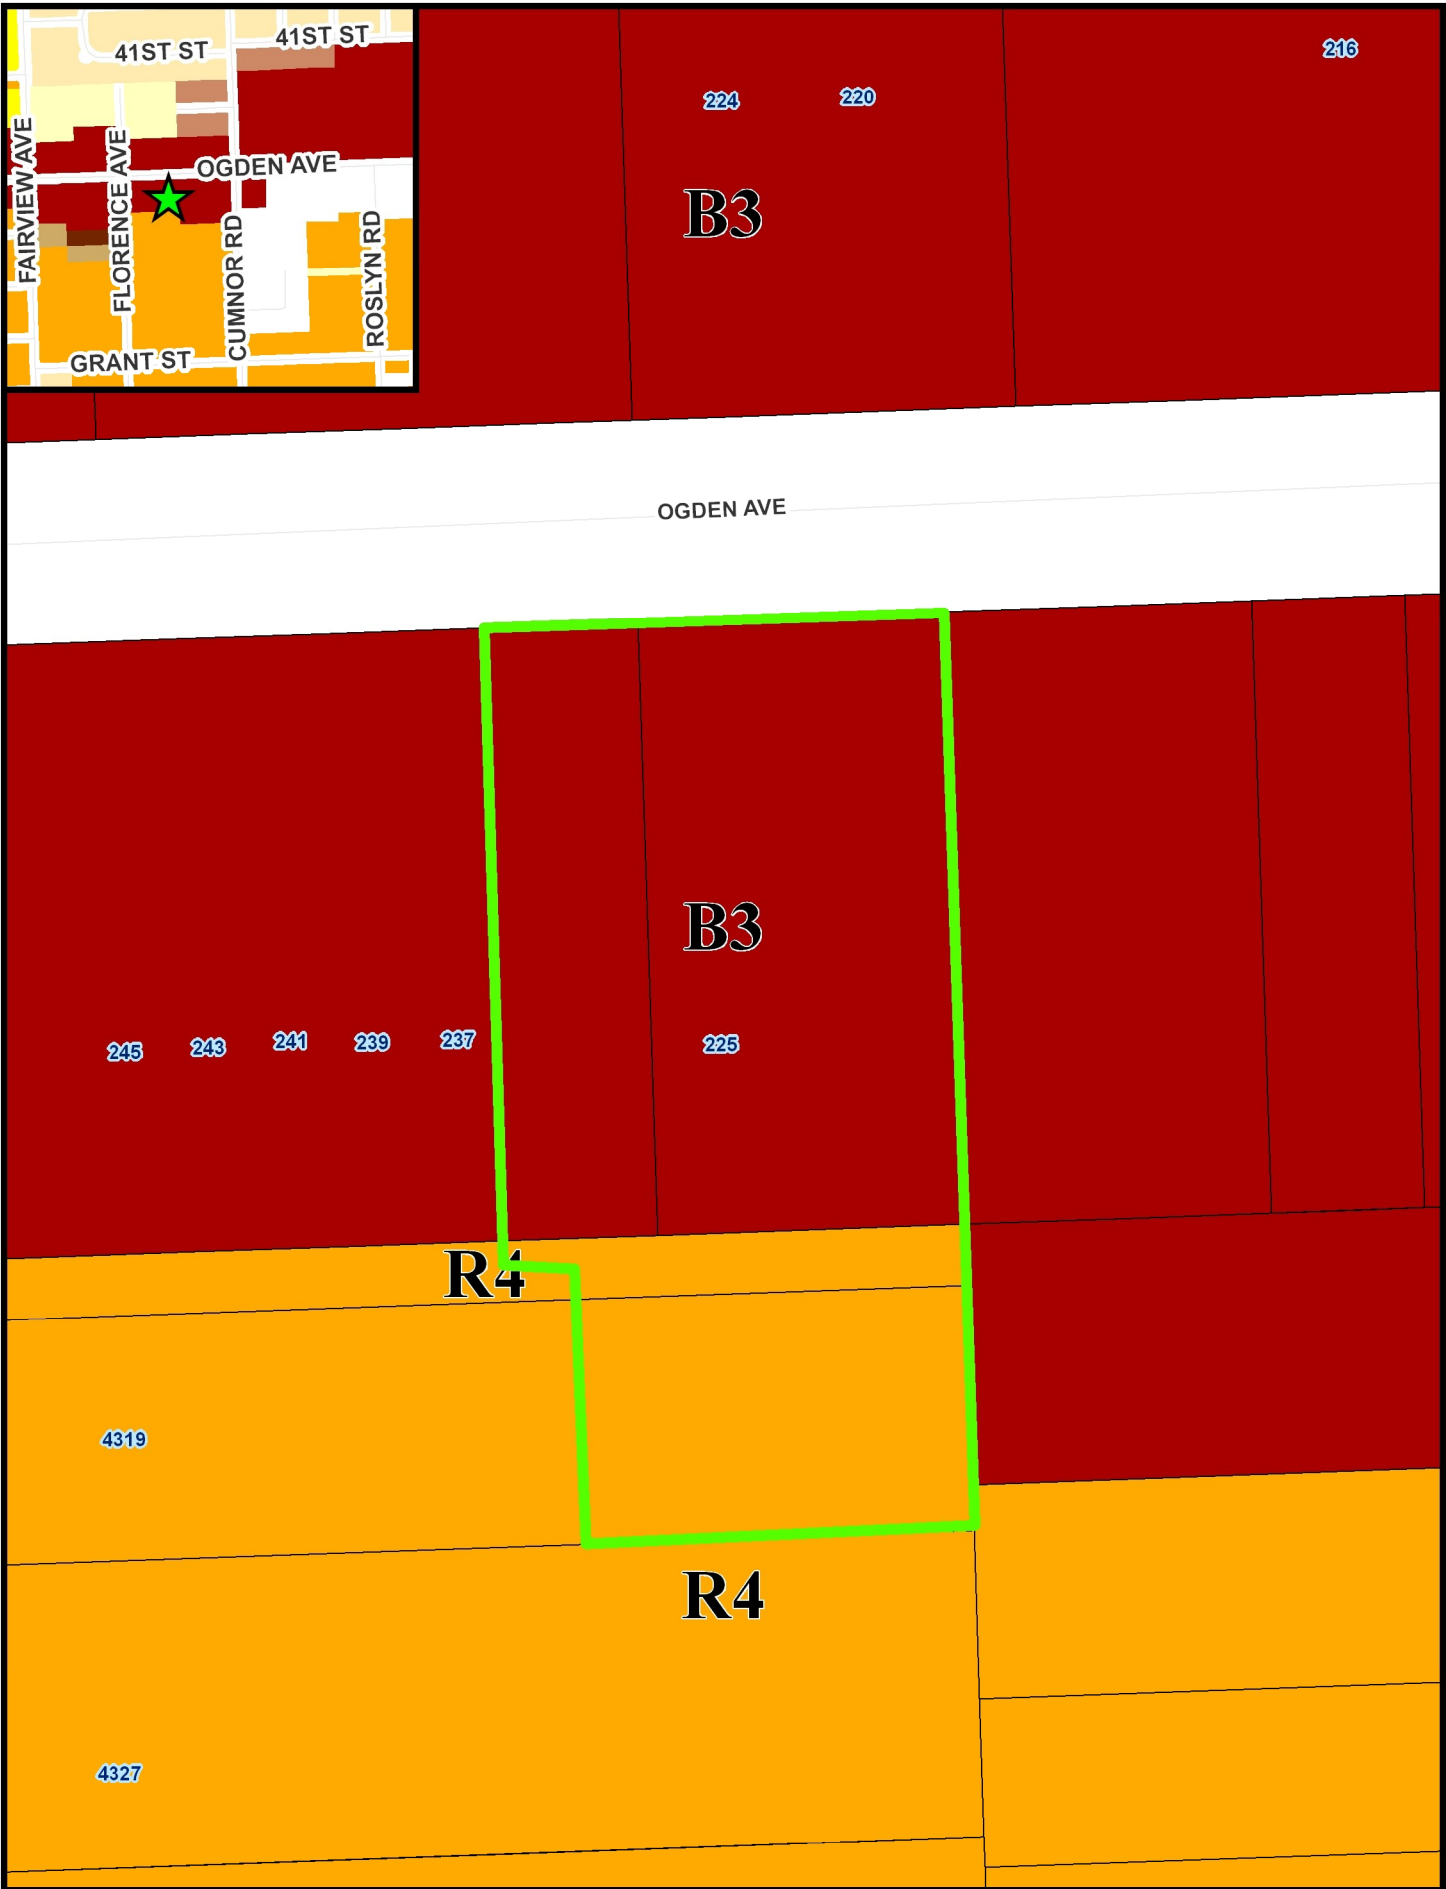 41ST ST
41ST ST
FAIRVIEW AVE
FLORENCE AVE
OGDEN AVE
CUMNOR RD
ROSLYN RD
GRANT ST
216
224
220
B3
OGDEN AVE
B3
245
243
241
239
237
225
R4
4319
R4
4327